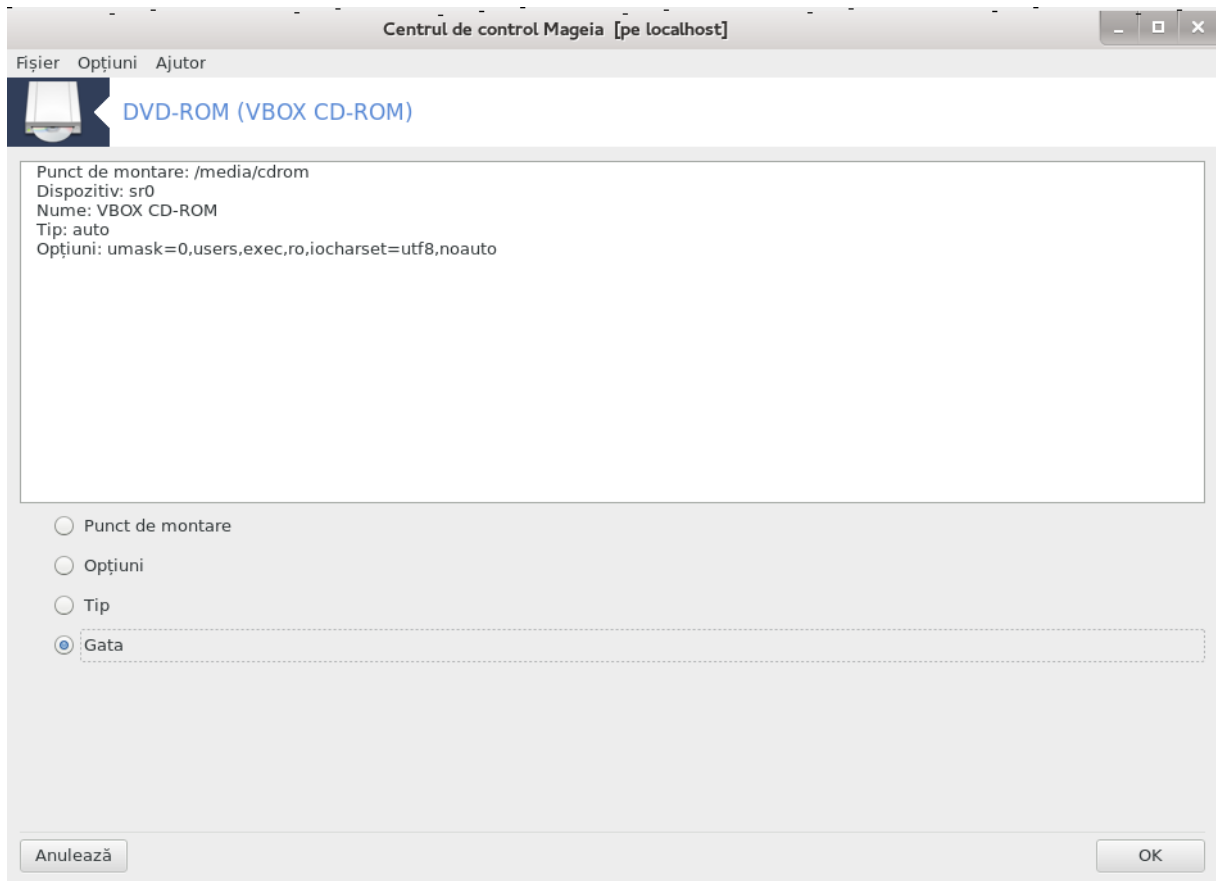 Centrul de control Mageia [pe localhost]
Fișier Opțiuni Ajutor
DVD-ROM (VBOX CD-ROM)
Punct de montare: /media/cdrom
Dispozitiv: sr0
Nume: VBOX CD-ROM
Tip: auto
Opțiuni: umask=0,users,exec,ro,iocharset=utf8,noauto
Punct de montare
Opțiuni
Tip
Gata
Anulează OK